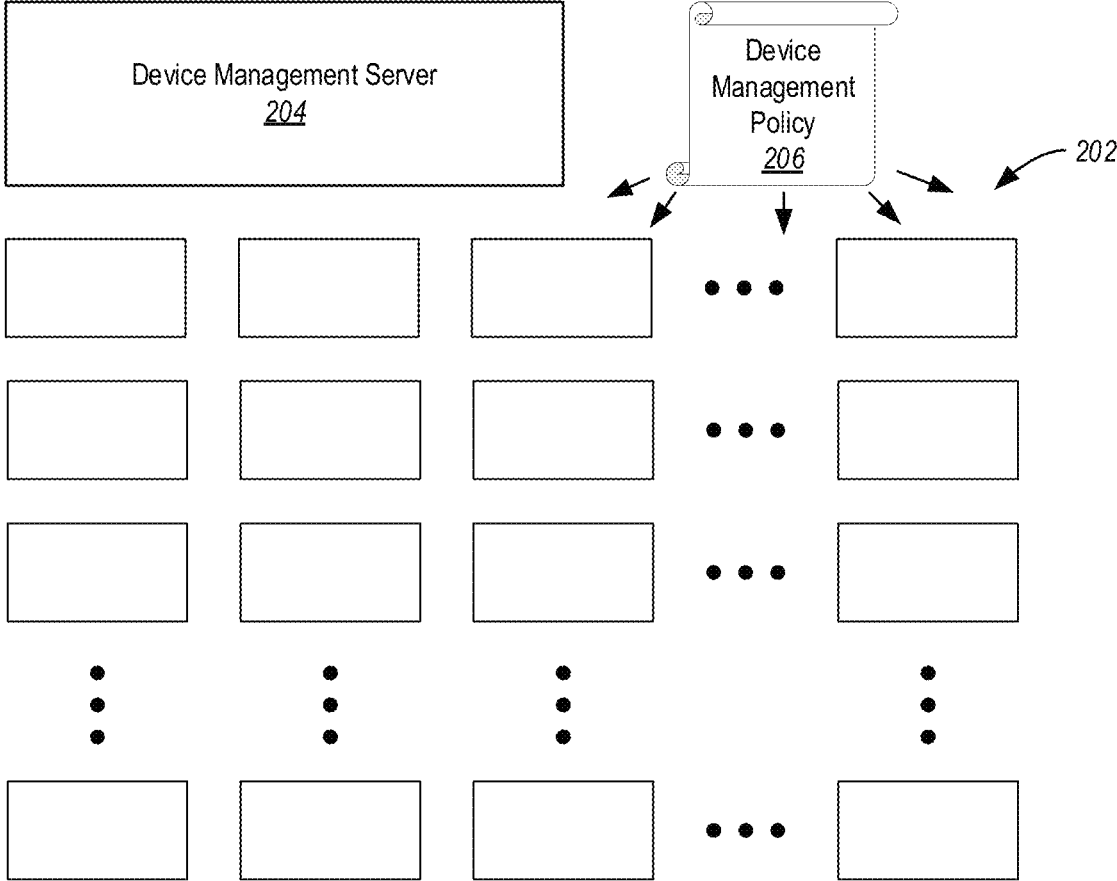 Device Management Server
204
Device
Management
Policy
206
202